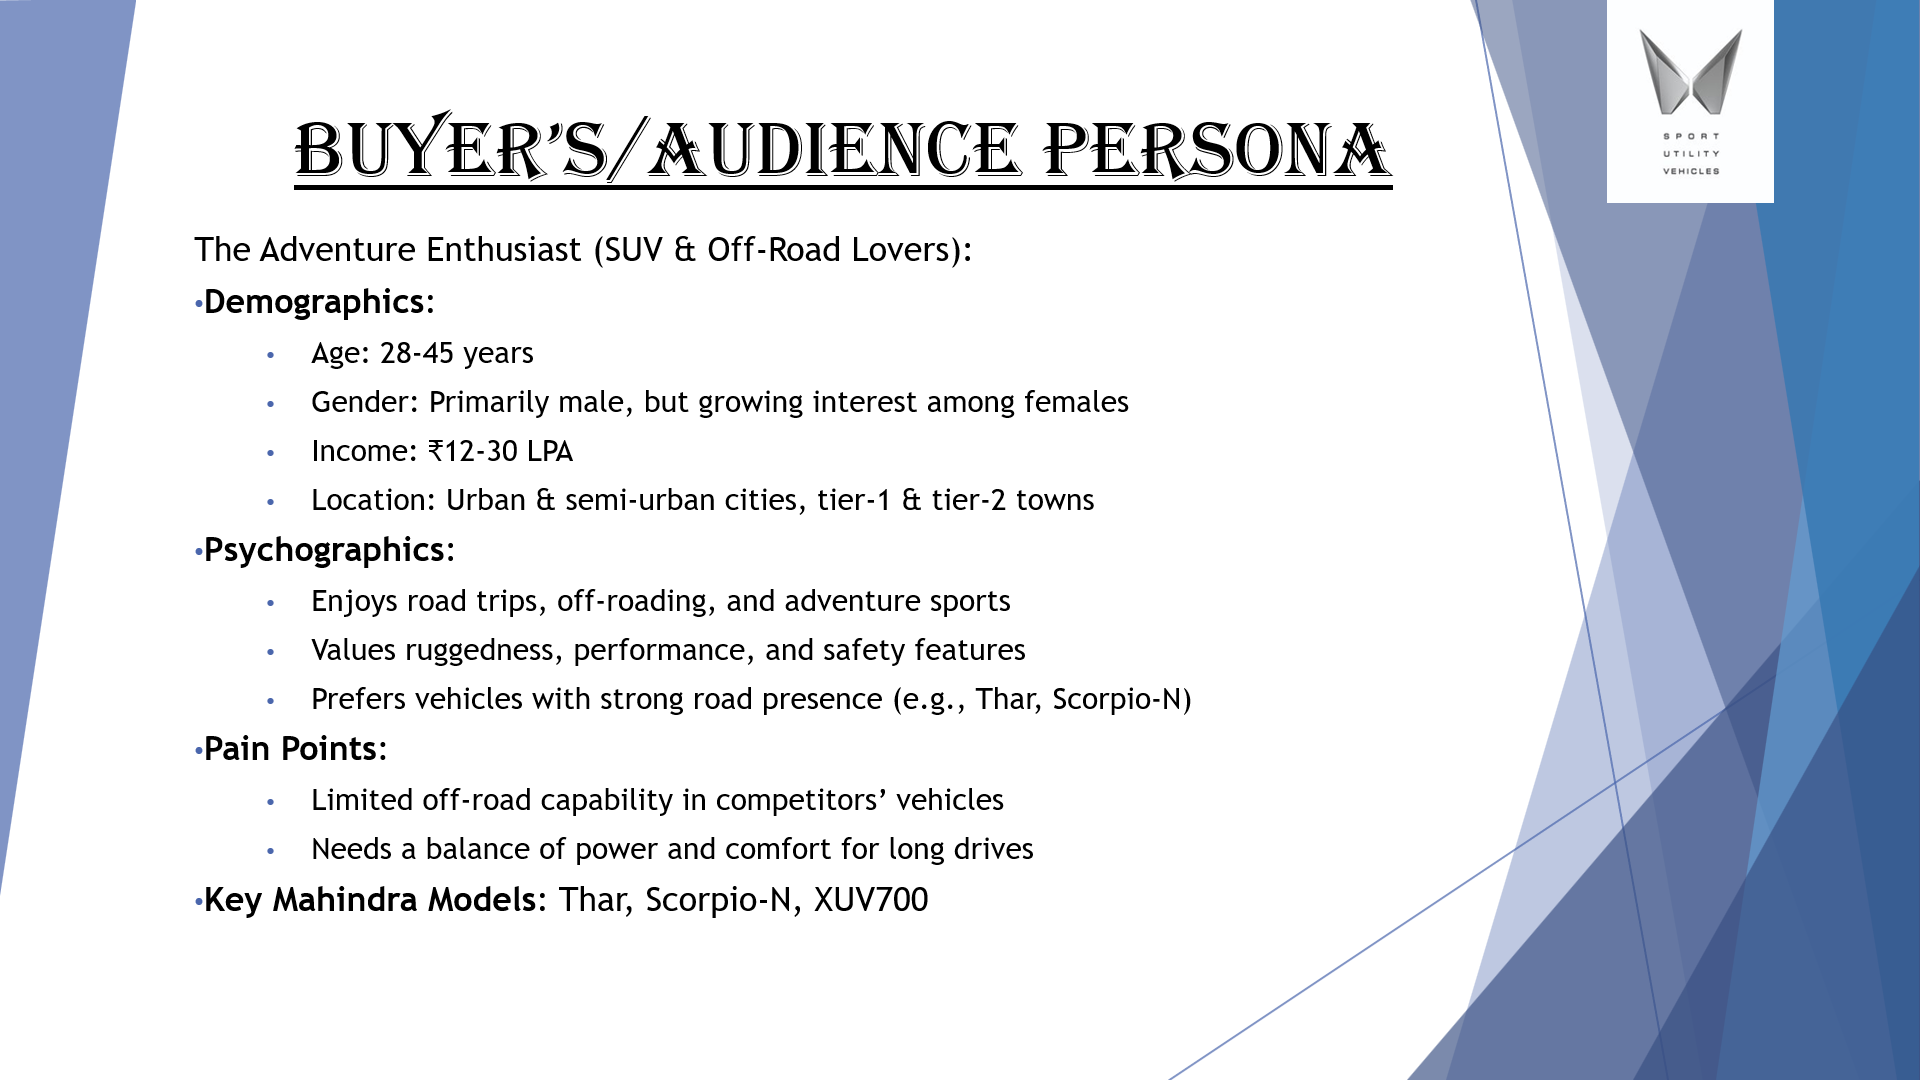 BUYER’S/AUDIENCE PERSONA
SPORT
UTILITY
VEHICLES
The Adventure Enthusiast (SUV & Off-Road Lovers):
•Demographics:
• Age: 28-45 years
• Gender: Primarily male, but growing interest among females
• Income: ₹12-30 LPA
• Location: Urban & semi-urban cities, tier-1 & tier-2 towns
•Psychographics:
• Enjoys road trips, off-roading, and adventure sports
• Values ruggedness, performance, and safety features
• Prefers vehicles with strong road presence (e.g., Thar, Scorpio-N)
•Pain Points:
• Limited off-road capability in competitors’ vehicles
• Needs a balance of power and comfort for long drives
•Key Mahindra Models: Thar, Scorpio-N, XUV700